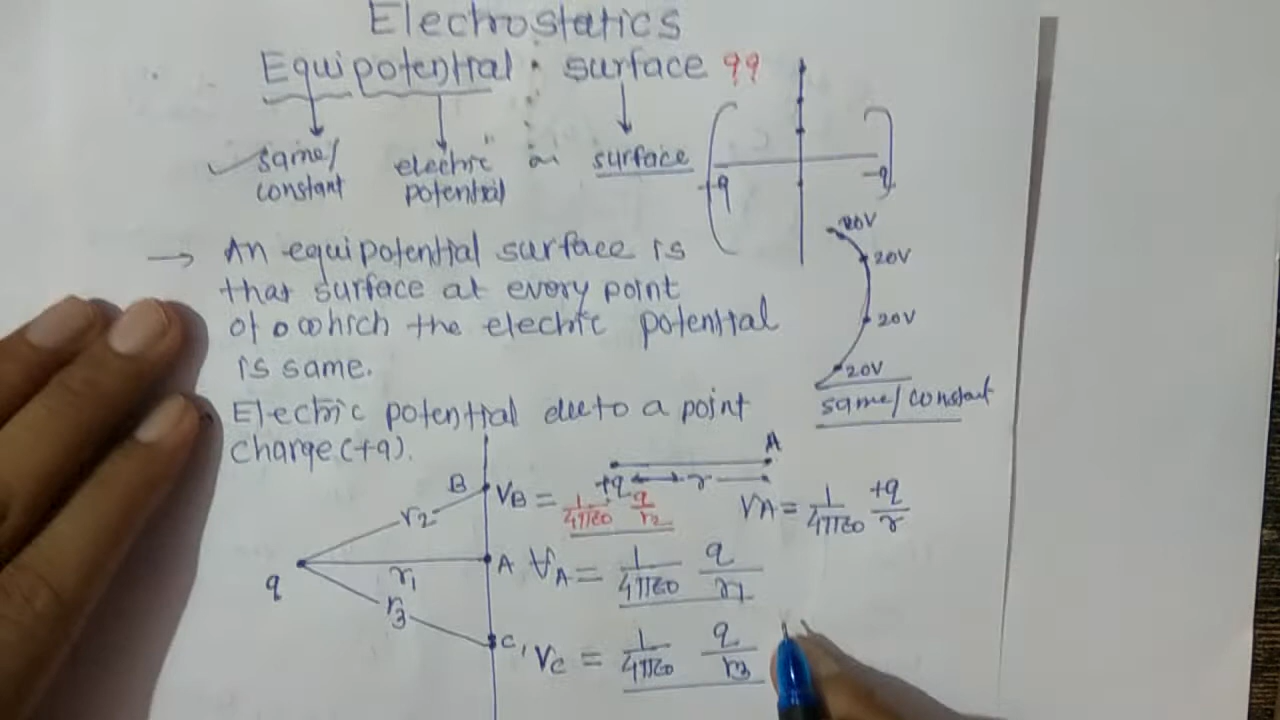 Electrostatics
Equipotential surface 99
same/ constant
electric potential
on surface
+q -q
→ An equipotential surface is
that surface at every point
of which the electric potential
is same.
20V
20V
20V
20V
same/constant
Electric potential due to a point
charge (+q).
+q r A
VA = 1/4πε0 +q/r
B VB = 1/4πε0 q/r2
q r2 r1 r3
A VA = 1/4πε0 q/r1
C, VC = 1/4πε0 q/r3